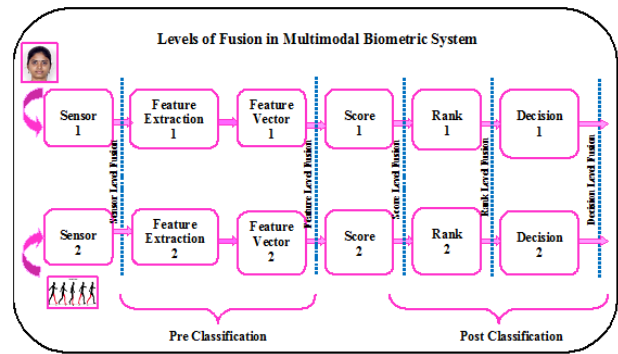 Levels of Fusion in Multimodal Biometric System
Sensor
1
Feature
Extraction
1
Feature
Vector
1
Score
1
Rank
1
Decision
1
Sensor Level Fusion
Feature Level Fusion
Score Level Fusion
Rank Level Fusion
Decision Level Fusion
Sensor
2
Feature
Extraction
2
Feature
Vector
2
Score
2
Rank
2
Decision
2
Pre Classification
Post Classification